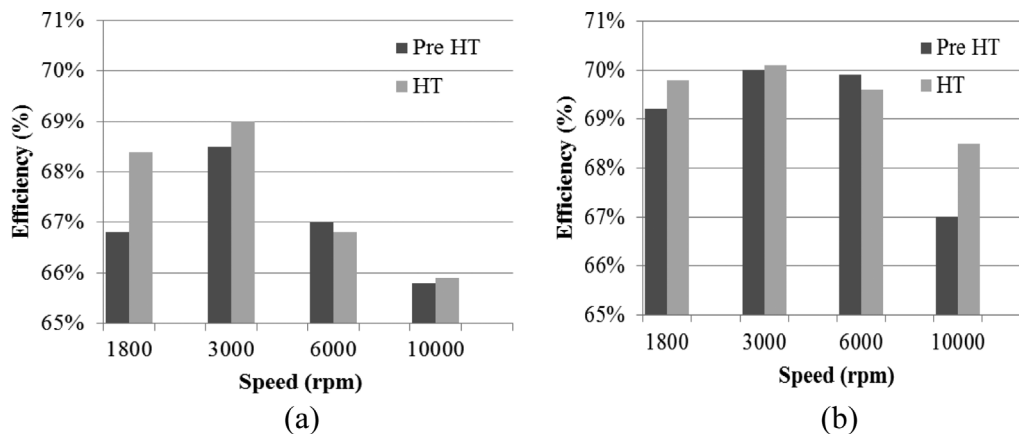 71%
70%
69%
68%
67%
66%
65%
Efficiency (%)
Pre HT
HT
1800 3000 6000 10000
Speed (rpm)
(a)
71%
70%
69%
68%
67%
66%
65%
Efficiency (%)
Pre HT
HT
1800 3000 6000 10000
Speed (rpm)
(b)